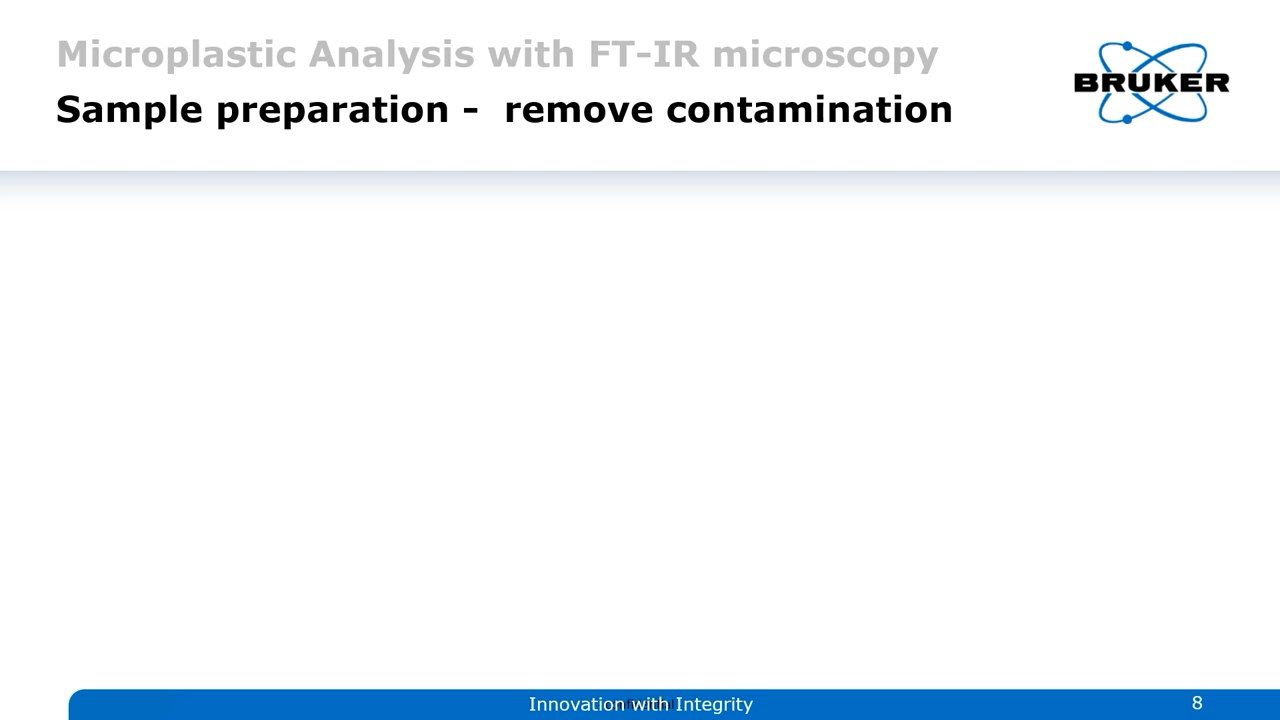 Microplastic Analysis with FT-IR microscopy
Sample preparation -  remove contamination
BRUKER
Innovation with Integrity
8